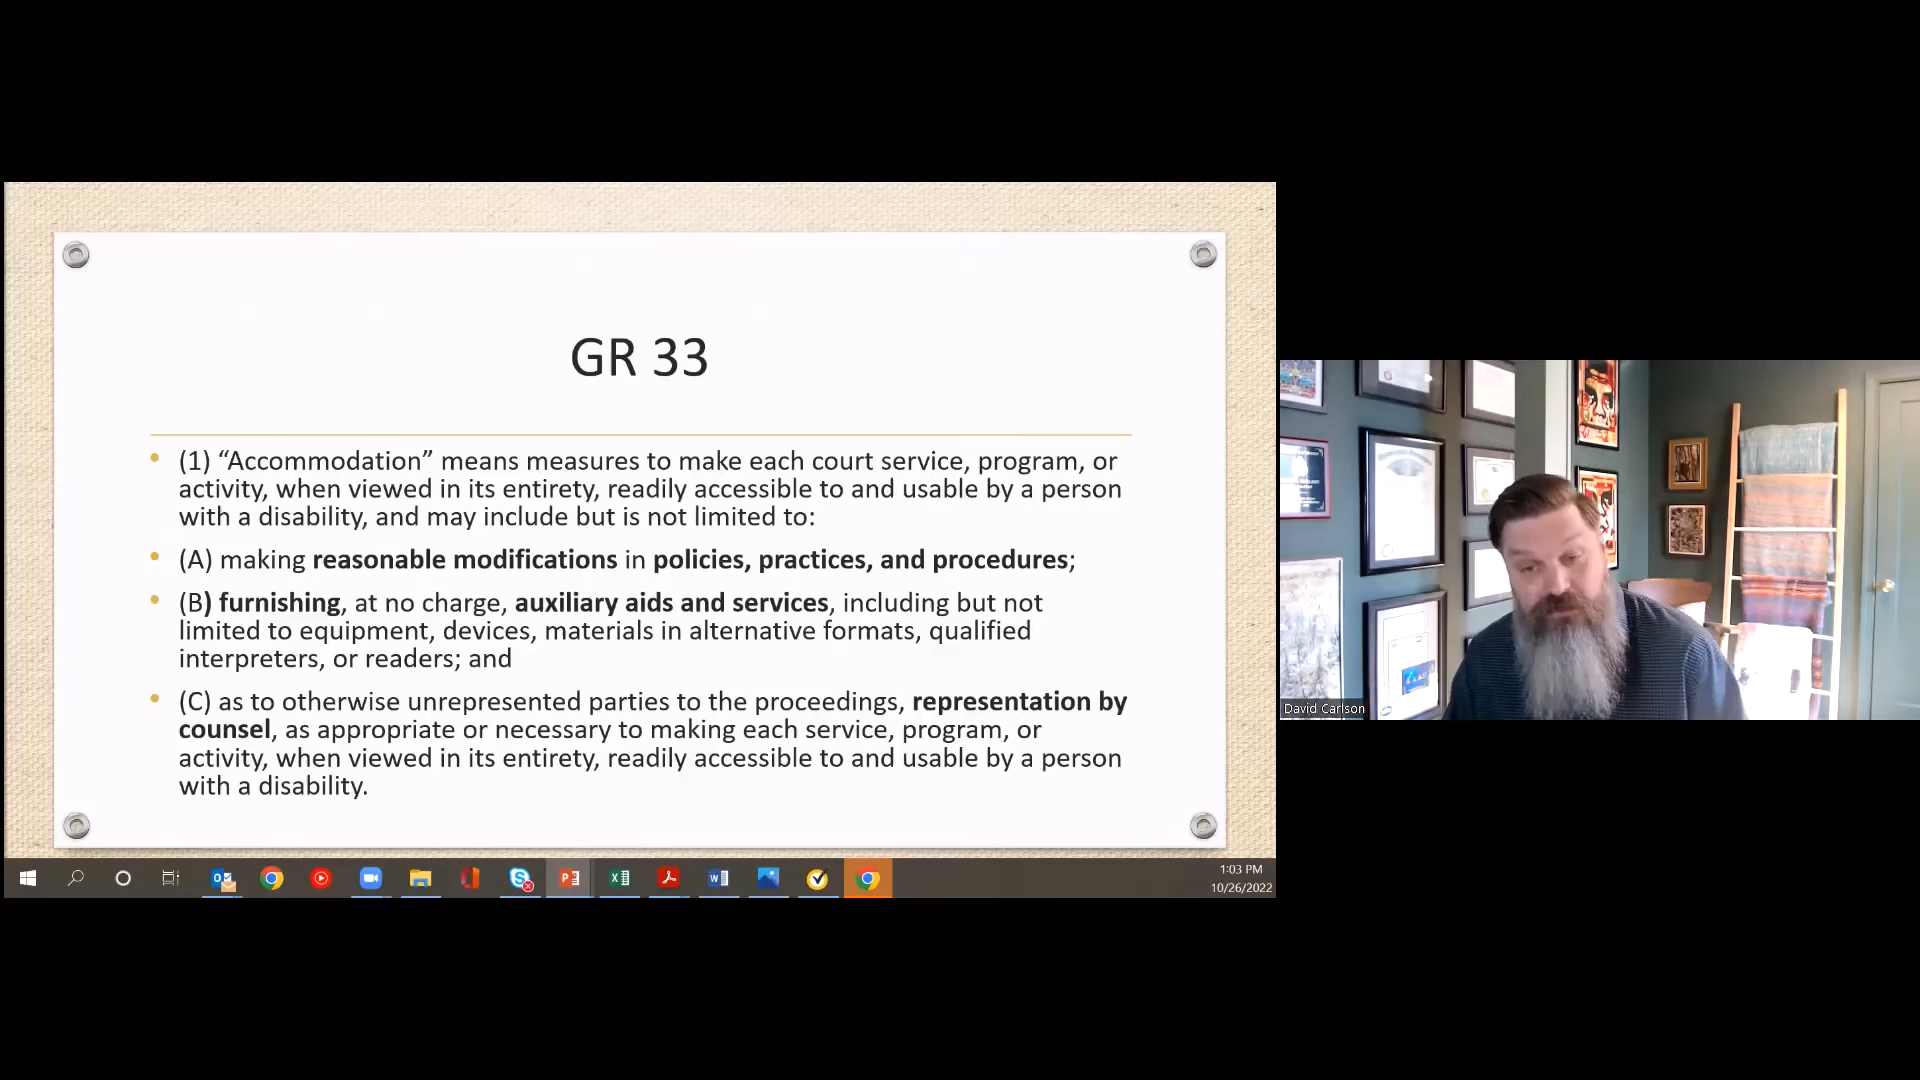 GR 33
• (1) “Accommodation” means measures to make each court service, program, or
activity, when viewed in its entirety, readily accessible to and usable by a person
with a disability, and may include but is not limited to:
• (A) making reasonable modifications in policies, practices, and procedures;
• (B) furnishing, at no charge, auxiliary aids and services, including but not
limited to equipment, devices, materials in alternative formats, qualified
interpreters, or readers; and
• (C) as to otherwise unrepresented parties to the proceedings, representation by
counsel, as appropriate or necessary to making each service, program, or
activity, when viewed in its entirety, readily accessible to and usable by a person
with a disability.
1:03 PM
10/26/2022
David Carlson